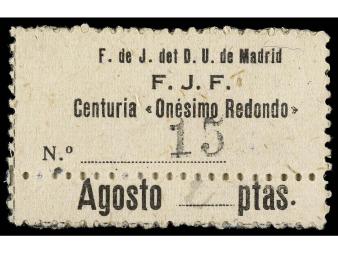 F. de J. del D. U. de Madrid
F. J. F.
Centuria «Onésimo Redondo»
N.º 15
Agosto ptas.